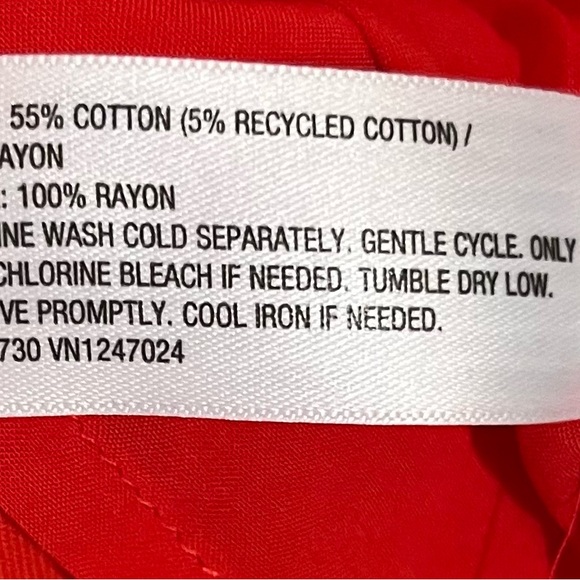 55% COTTON (5% RECYCLED COTTON) /
AYON
: 100% RAYON
INE WASH COLD SEPARATELY. GENTLE CYCLE. ONLY
CHLORINE BLEACH IF NEEDED. TUMBLE DRY LOW.
VE PROMPTLY. COOL IRON IF NEEDED.
730 VN1247024